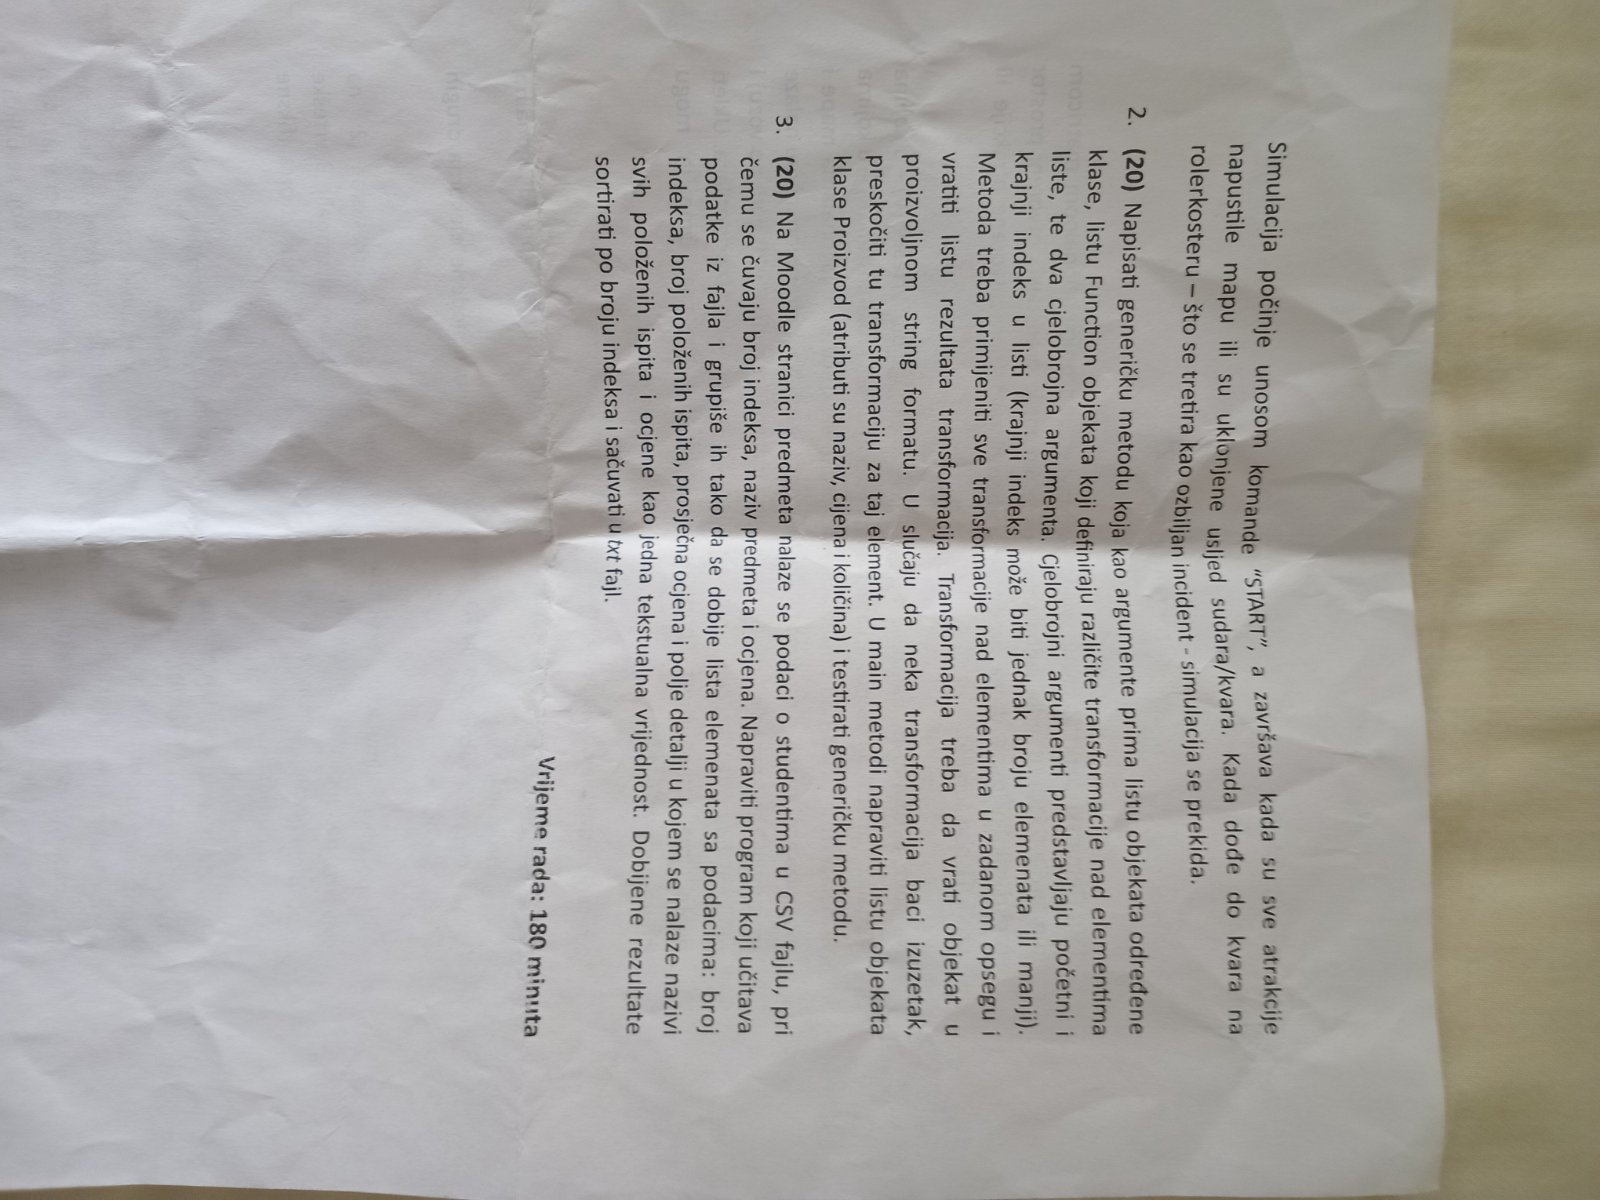 Simulacija počinje unosom komande “START”, a završava kada su sve atrakcije
napustile mapu ili su uklonjene usljed sudara/kvara. Kada dođe do kvara na
rolerkosteru – što se tretira kao ozbiljan incident - simulacija se prekida.
2. (20) Napisati generičku metodu koja kao argumente prima listu objekata određene
klase, listu Function objekata koji definiraju različite transformacije nad elementima
liste, te dva cjelobrojna argumenta. Cjelobrojni argumenti predstavljaju početni i
krajnji indeks u listi (krajnji indeks može biti jednak broju elemenata ili manji).
Metoda treba primijeniti sve transformacije nad elementima u zadanom opsegu i
vratiti listu rezultata transformacija. Transformacija treba da vrati objekat u
proizvoljnom string formatu. U slučaju da neka transformacija baci izuzetak,
preskočiti tu transformaciju za taj element. U main metodi napraviti listu objekata
klase Proizvod (atributi su naziv, cijena i količina) i testirati generičku metodu.
3. (20) Na Moodle stranici predmeta nalaze se podaci o studentima u CSV fajlu, pri
čemu se čuvaju broj indeksa, naziv predmeta i ocjena. Napraviti program koji učitava
podatke iz fajla i grupiše ih tako da se dobije lista elemenata sa podacima: broj
indeksa, broj položenih ispita, prosječna ocjena i polje detalji u kojem se nalaze nazivi
svih položenih ispita i ocjene kao jedna tekstualna vrijednost. Dobijene rezultate
sortirati po broju indeksa i sačuvati u txt fajl.
Vrijeme rada: 180 minuta